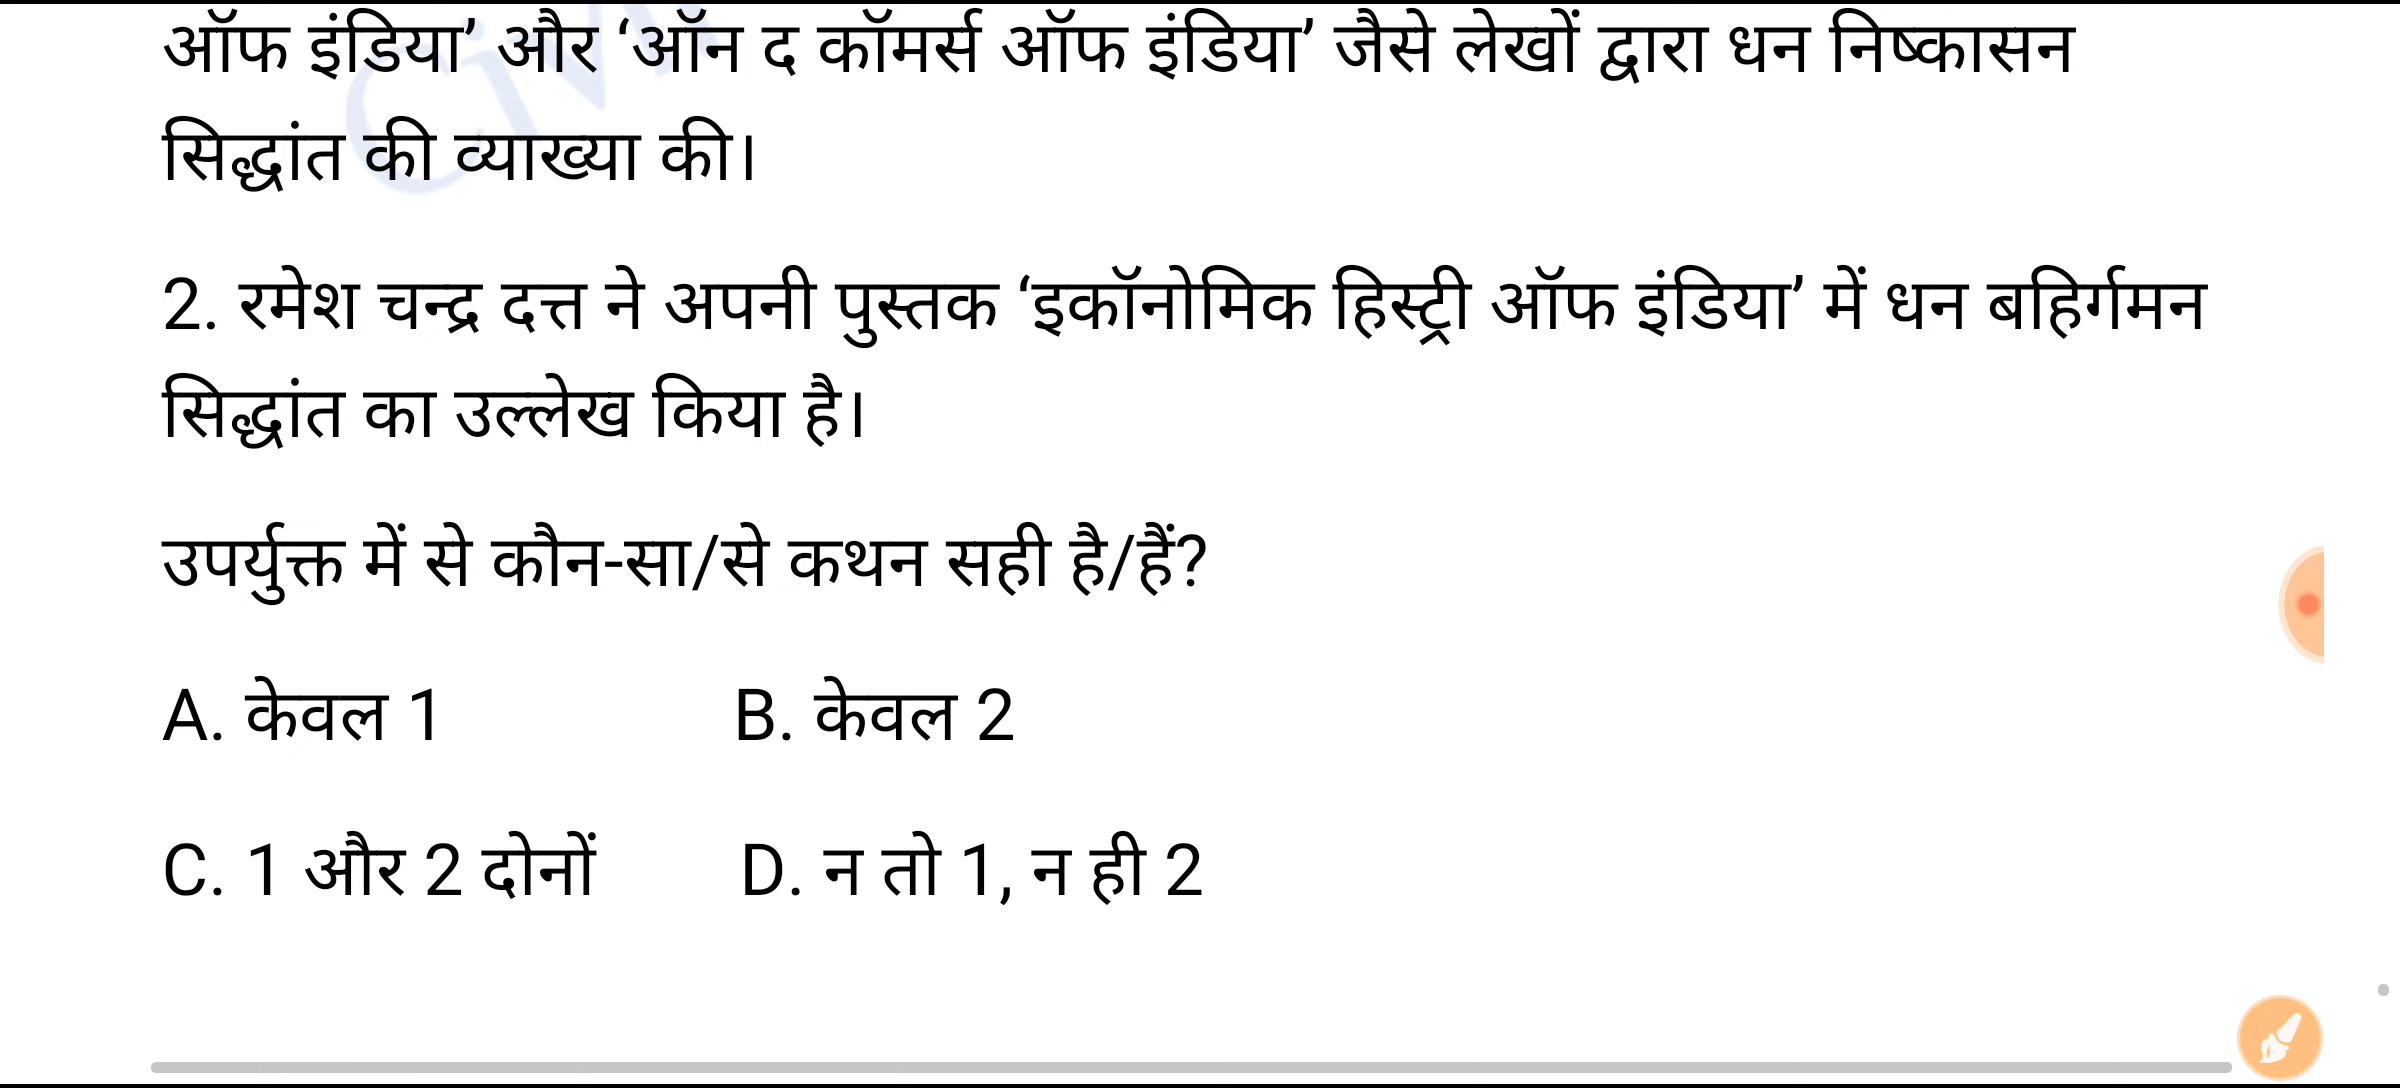 ऑफ इंडिया’ और ‘ऑन द कॉमर्स ऑफ इंडिया’ जैसे लेखों द्वारा धन निष्कासन
सिद्धांत की व्याख्या की।
2. रमेश चन्द्र दत्त ने अपनी पुस्तक ‘इकॉनोमिक हिस्ट्री ऑफ इंडिया’ में धन बहिर्गमन
सिद्धांत का उल्लेख किया है।
उपर्युक्त में से कौन-सा/से कथन सही है/हैं?
A. केवल 1 B. केवल 2
C. 1 और 2 दोनों D. न तो 1, न ही 2